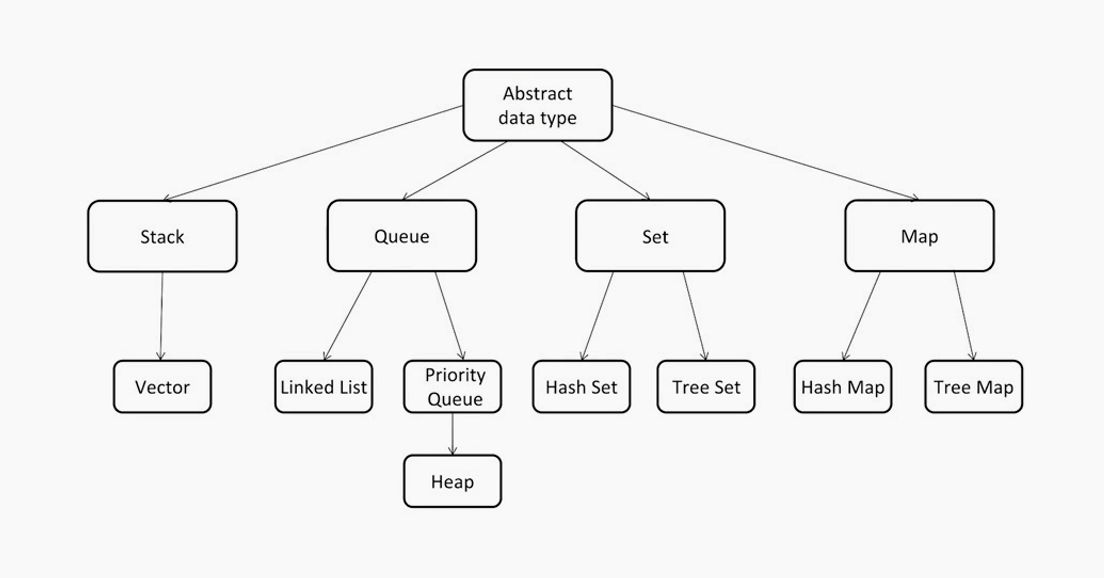 Abstract
data type
Stack
Queue
Set
Map
Vector
Linked List
Priority
Queue
Hash Set
Tree Set
Hash Map
Tree Map
Heap